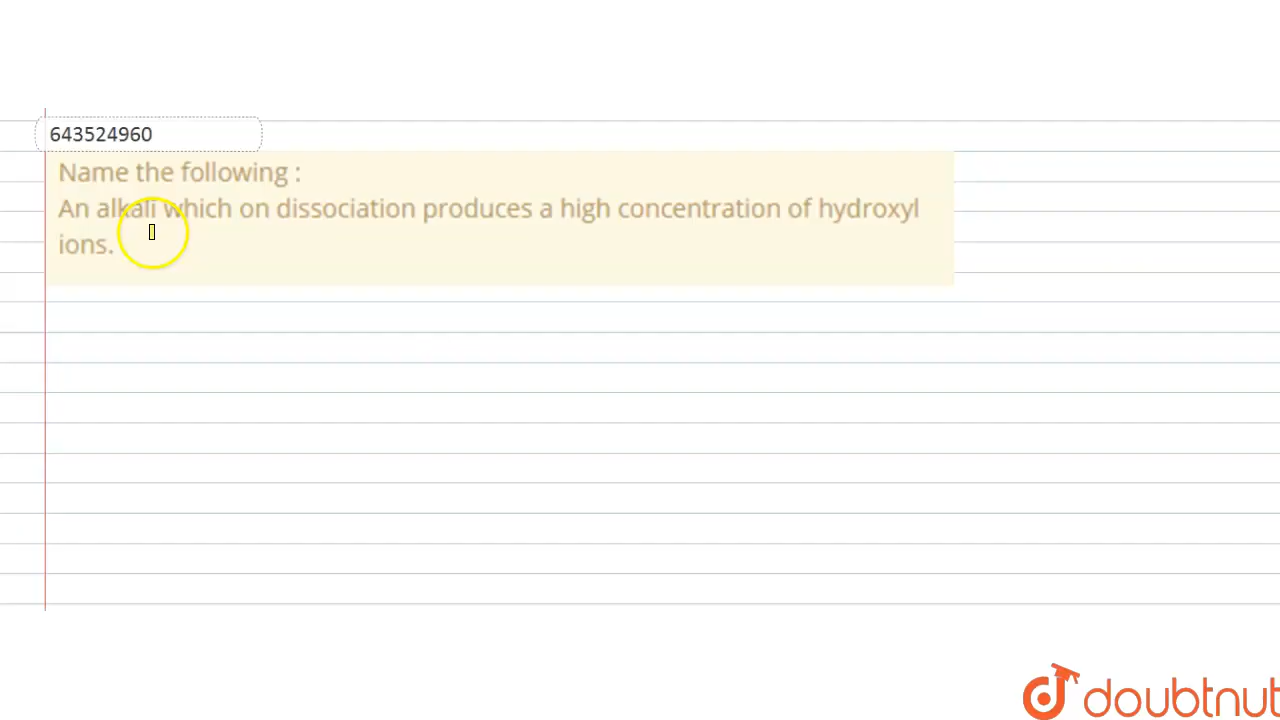 643524960
Name the following :
An alkali which on dissociation produces a high concentration of hydroxyl
ions.
doubtnut